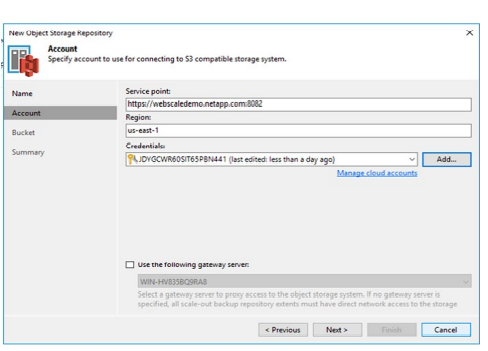 New Object Storage Repository
Account
Specify account to use for connecting to S3 compatible storage system.
Name
Account
Bucket
Summary
Service point:
https://webscaledemo.netapp.com:8082
Region:
us-east-1
Credentials:
JDYGCWR60SIT65PBN441 (last edited: less than a day ago)
Add...
Manage cloud accounts
Use the following gateway server:
WIN-HV835BQ9RA8
Select a gateway server to proxy access to the object storage system. If no gateway server is
specified, all scale-out backup repository extents must have direct network access to the storage
< Previous
Next >
Finish
Cancel